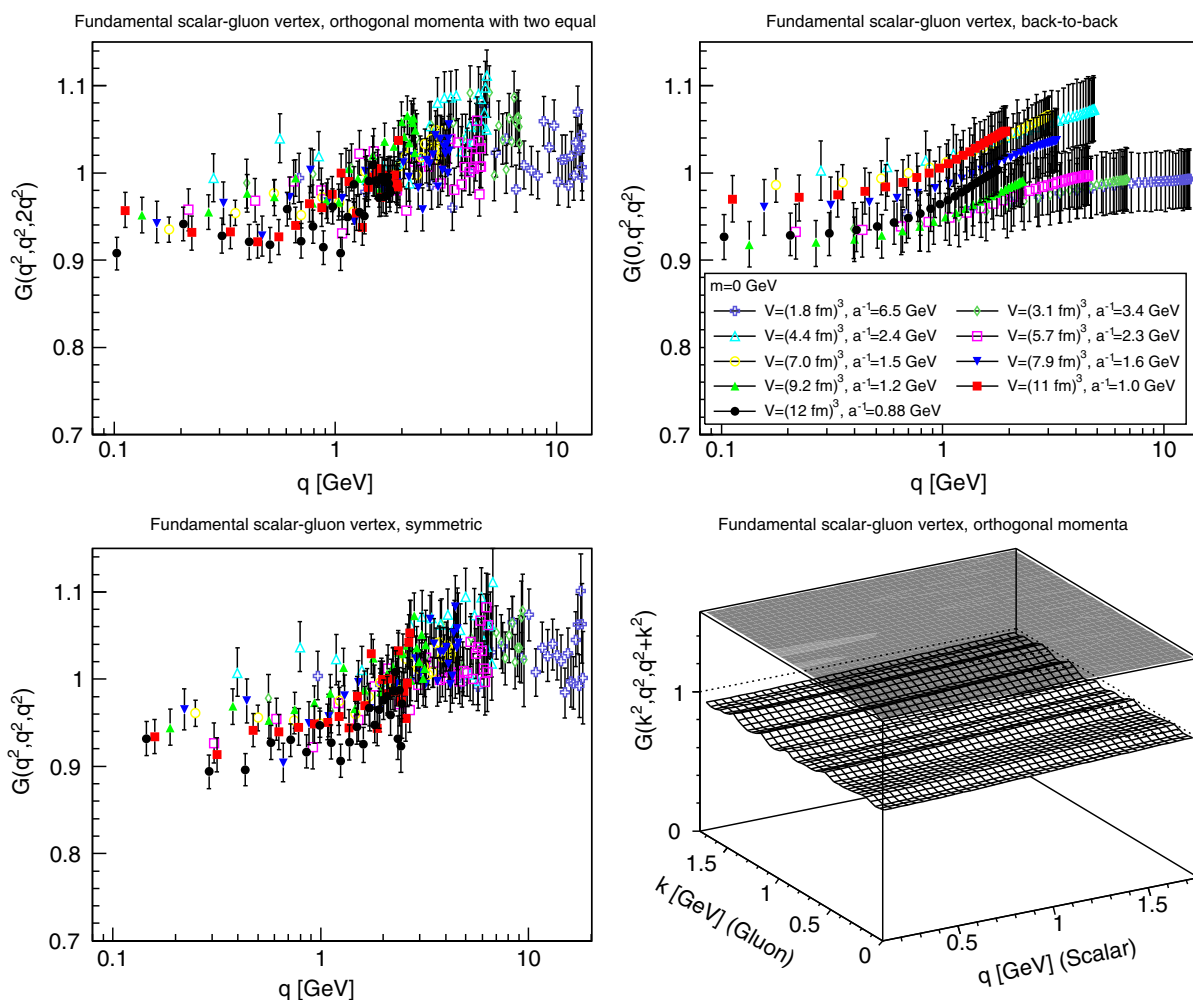 Fundamental scalar-gluon vertex, orthogonal momenta with two equal
G(q²,q²,2q²)
1.1
1
0.9
0.8
0.7
0.1
1
10
q [GeV]
Fundamental scalar-gluon vertex, back-to-back
G(0,q²,q²)
1.1
1
0.9
0.8
0.7
m=0 GeV
V=(1.8 fm)³, a⁻¹=6.5 GeV
V=(3.1 fm)³, a⁻¹=3.4 GeV
V=(4.4 fm)³, a⁻¹=2.4 GeV
V=(5.7 fm)³, a⁻¹=2.3 GeV
V=(7.0 fm)³, a⁻¹=1.5 GeV
V=(7.9 fm)³, a⁻¹=1.6 GeV
V=(9.2 fm)³, a⁻¹=1.2 GeV
V=(11 fm)³, a⁻¹=1.0 GeV
V=(12 fm)³, a⁻¹=0.88 GeV
0.1
1
10
q [GeV]
Fundamental scalar-gluon vertex, symmetric
G(q²,q²,q²)
1.1
1
0.9
0.8
0.7
0.1
1
10
q [GeV]
Fundamental scalar-gluon vertex, orthogonal momenta
G(k²,q²,q²+k²)
1
0
1.5
1
0.5
0
k [GeV] (Gluon)
0.5
1
1.5
q [GeV] (Scalar)